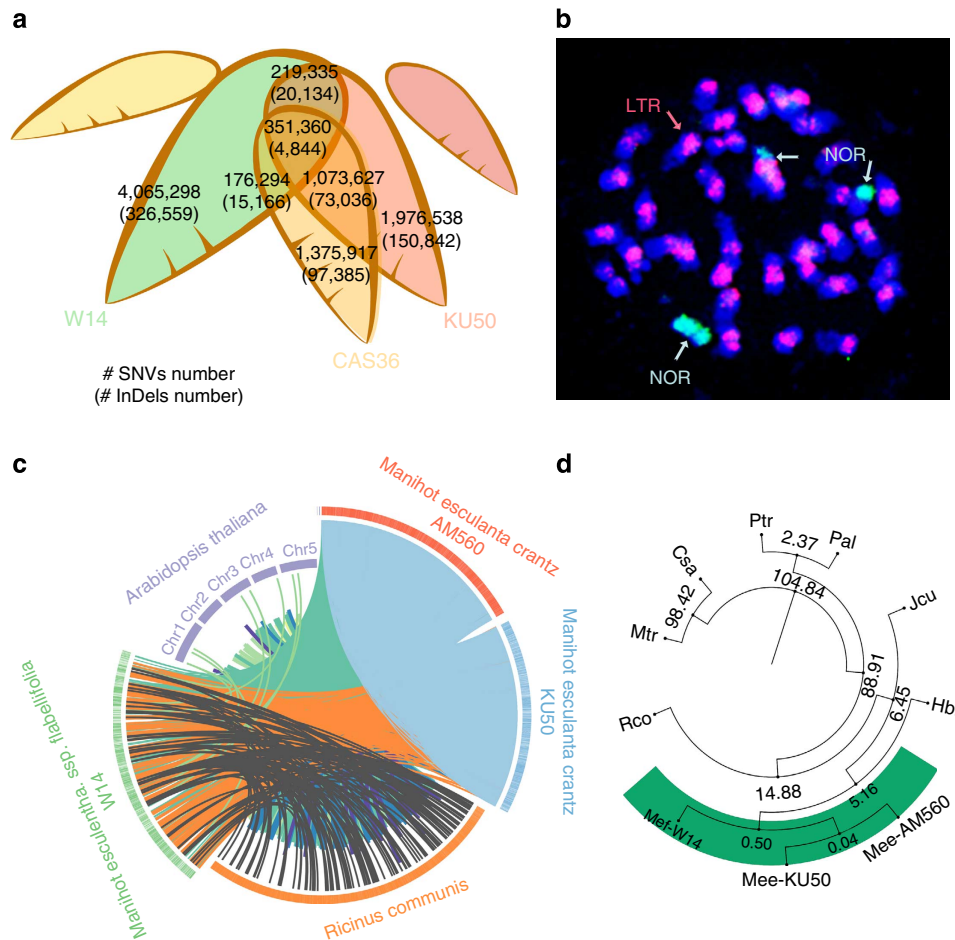 a
219,335
(20,134)
351,360
(4,844)
176,294
(15,166)
1,073,627
(73,036)
4,065,298
(326,559)
1,976,538
(150,842)
1,375,917
(97,385)
W14
KU50
CAS36
# SNVs number
(# InDels number)
b
LTR
NOR
NOR
c
Manihot esculanta crantz
AM560
Arabidopsis thaliana
Chr1
Chr2
Chr3
Chr4
Chr5
Manihot esculanta crantz
KU50
Manihot esculentha. ssp. flabellifolia
W14
Ricinus communis
d
Ptr
2.37
Pal
Csa
104.84
98.42
Jcu
Mtr
88.91
6.45
Hb
Rco
14.88
5.16
Mef-W14
0.50
0.04
Mee-AM560
Mee-KU50